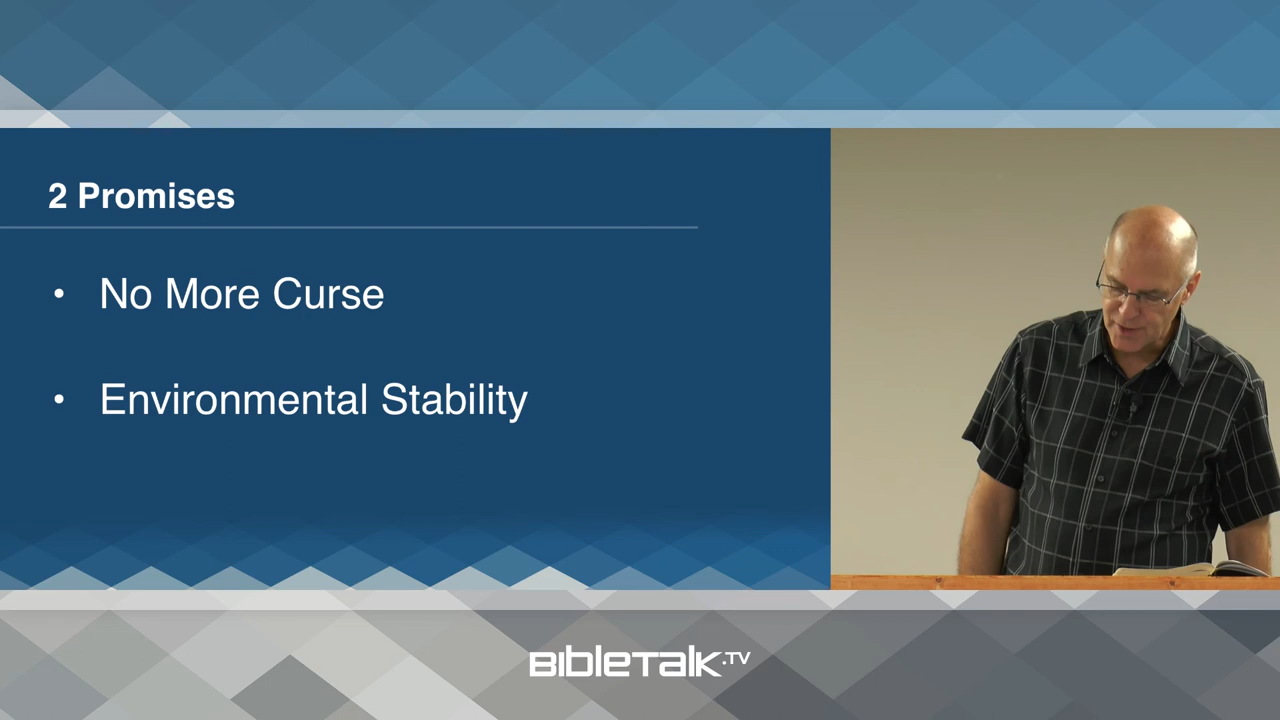 2 Promises
• No More Curse
• Environmental Stability
BIBLETALK.TV